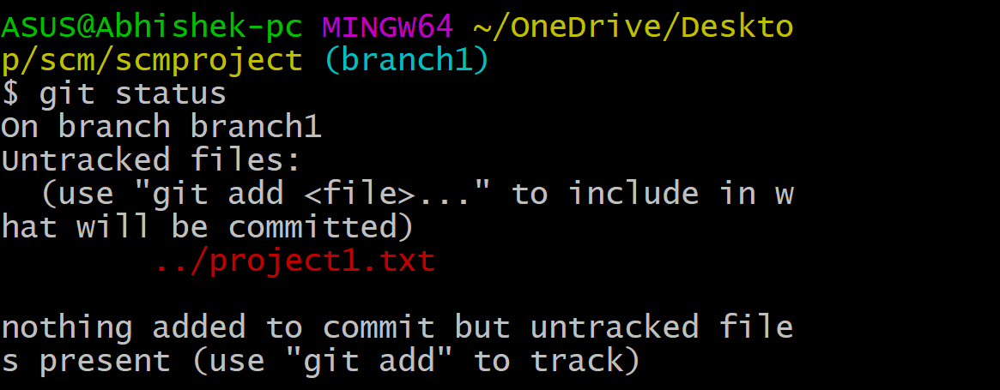 ASUS@Abhishek-pc MINGW64 ~/OneDrive/Deskto
p/scm/scmproject (branch1)
$ git status
On branch branch1
Untracked files:
  (use "git add <file>..." to include in w
hat will be committed)
        ../project1.txt

nothing added to commit but untracked file
s present (use "git add" to track)